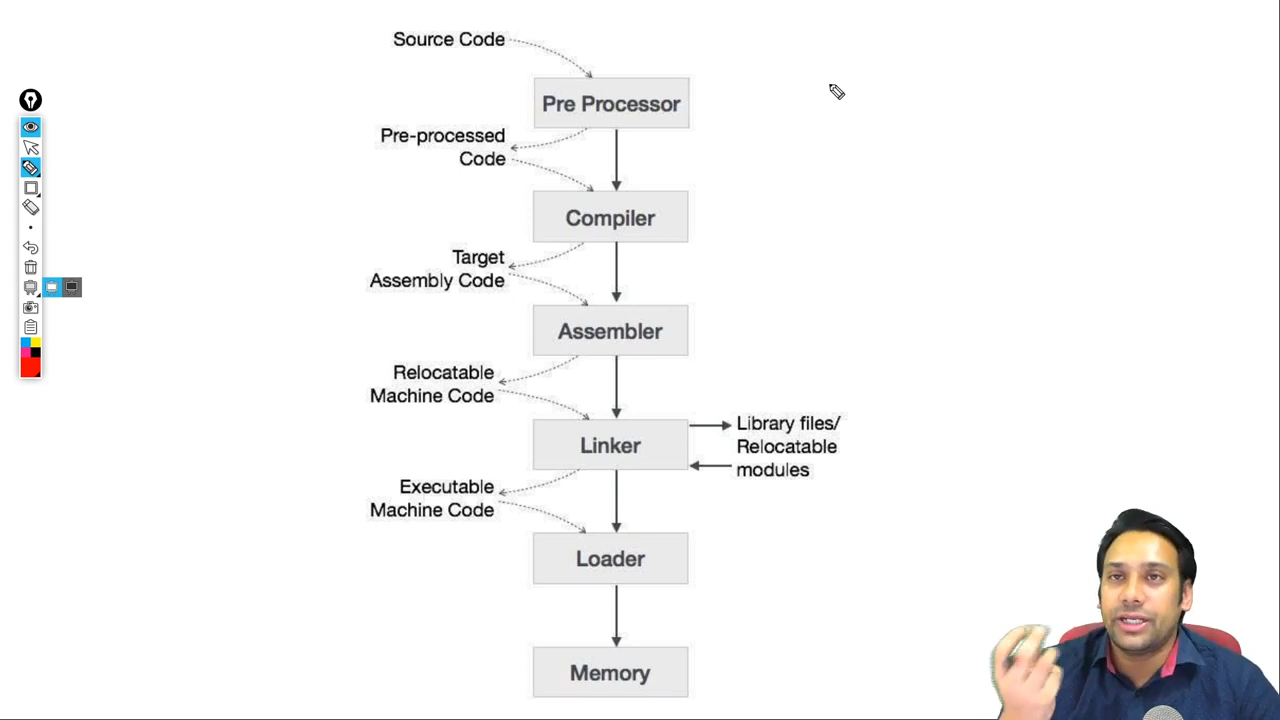 Source Code
Pre Processor
Pre-processed
Code
Compiler
Target
Assembly Code
Assembler
Relocatable
Machine Code
Linker
Library files/
Relocatable
modules
Executable
Machine Code
Loader
Memory